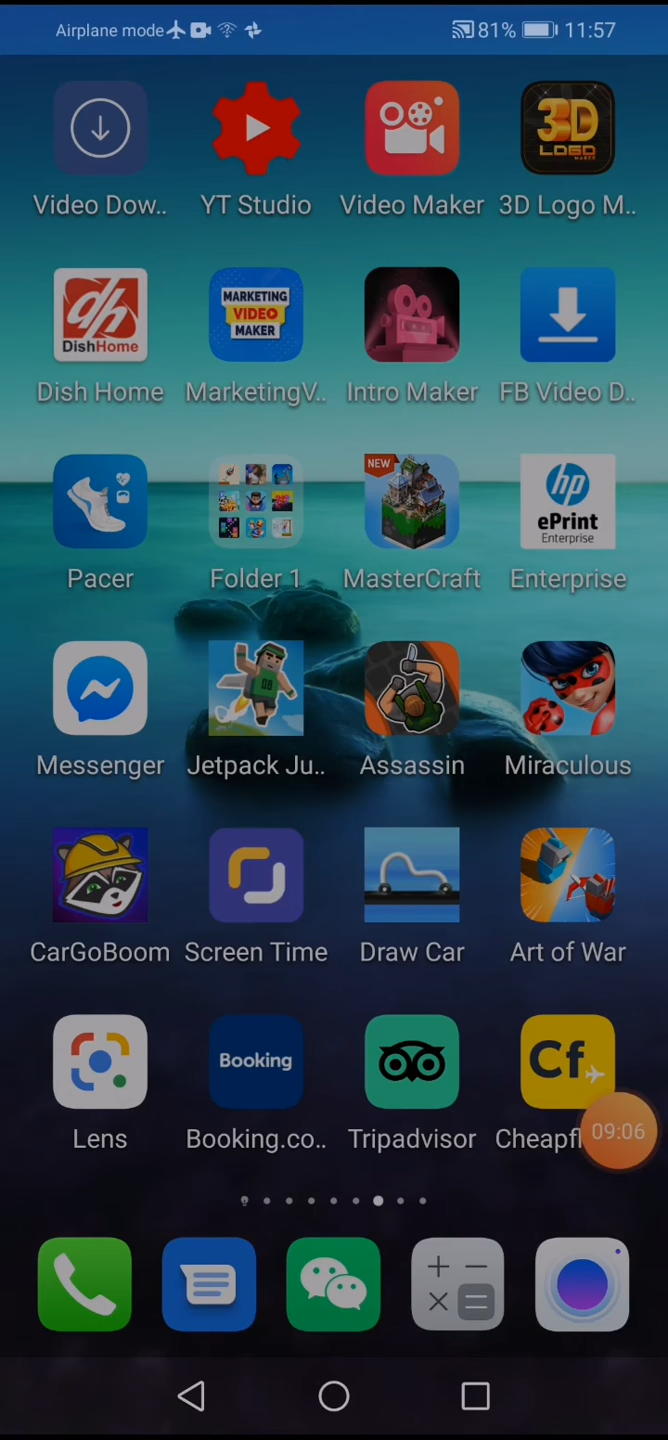 Airplane mode 81% 11:57
Video Dow.. YT Studio Video Maker 3D Logo M..
3D
LOGO
MAKER
dh
DishHome
MARKETING
VIDEO
MAKER
Dish Home MarketingV.. Intro Maker FB Video D..
NEW
hp
ePrint
Enterprise
Pacer Folder 1 MasterCraft Enterprise
08
Messenger Jetpack Ju.. Assassin Miraculous
CarGoBoom Screen Time Draw Car Art of War
Booking
Cf
Lens Booking.co.. Tripadvisor Cheapfl
09:06